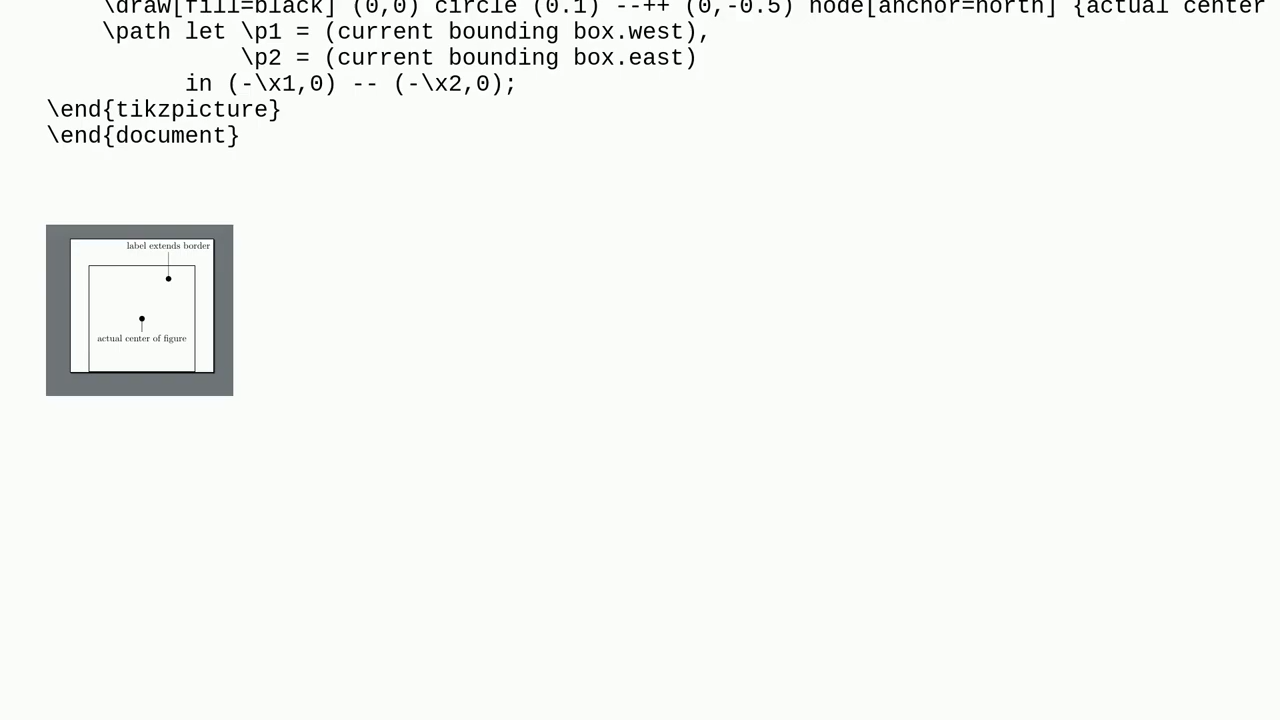 \draw[fill=black] (0,0) circle (0.1) --++ (0,-0.5) node[anchor=north] {actual center
\path let \p1 = (current bounding box.west),
\p2 = (current bounding box.east)
in (-\x1,0) -- (-\x2,0);
\end{tikzpicture}
\end{document}
label extends border
actual center of figure